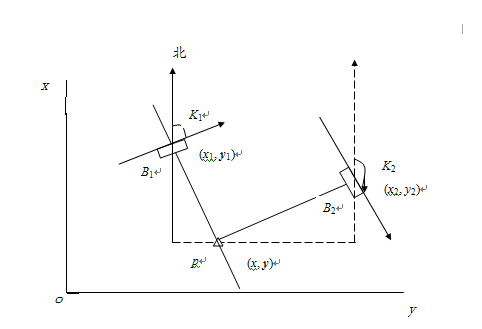 北
x
K1
(x1, y1)
B1
K2
(x2, y2)
B2
p
(x, y)
o
y